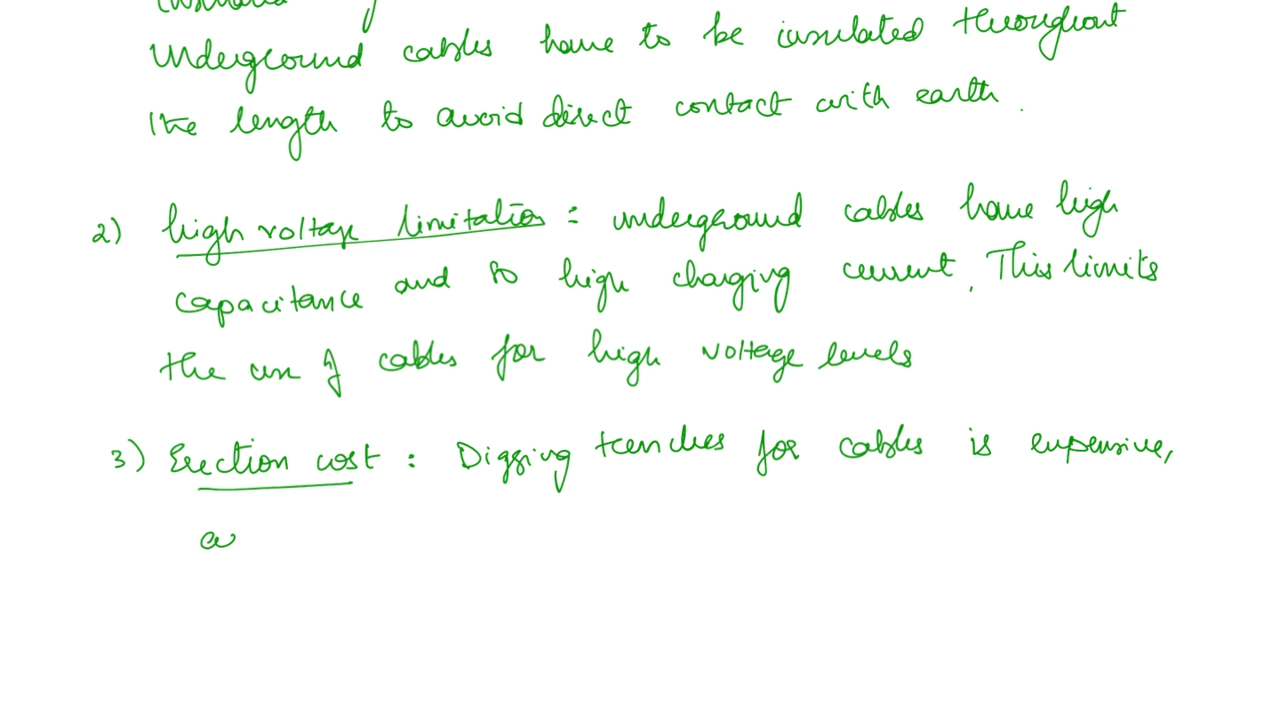 Underground cables have to be insulated throughout
the length to avoid direct contact with earth.
2) high voltage limitation : underground cables have high
capacitance and so high charging current. This limits
the use of cables for high voltage levels
3) Erection cost : Digging trenches for cables is expensive,